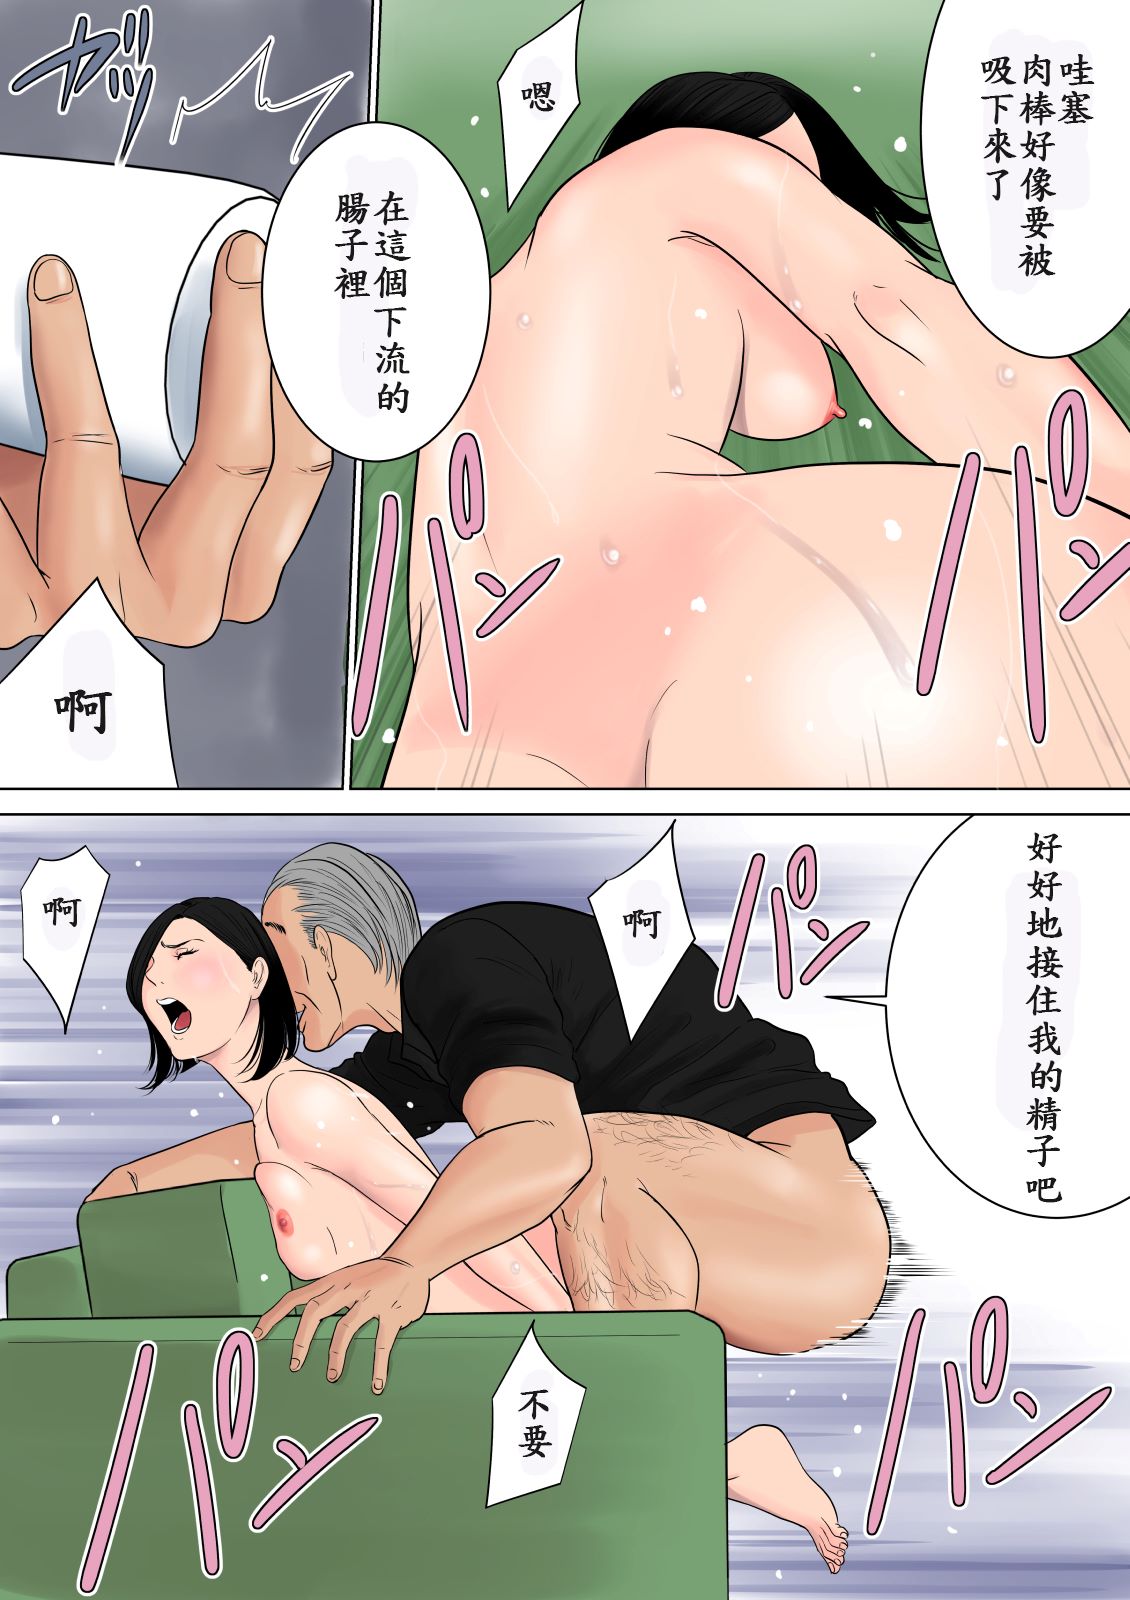 哇塞
肉棒好像要被
吸下來了
嗯
パンパン
ガッ
在這個下流的
腸子裡
パンパン
啊
好好地接住我的精子吧
パン
啊
啊
不要
パン
パン